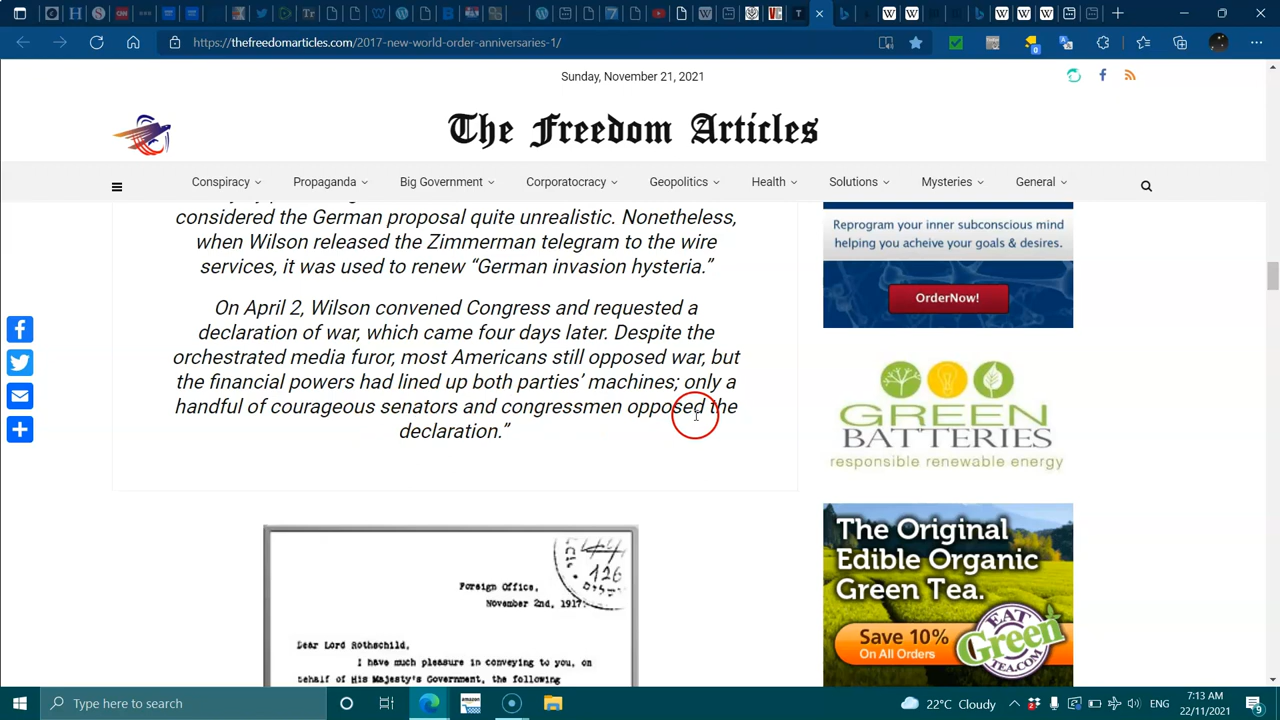 https://thefreedomarticles.com/2017-new-world-order-anniversaries-1/
Sunday, November 21, 2021
The Freedom Articles
Conspiracy Propaganda Big Government Corporatocracy Geopolitics Health Solutions Mysteries General
considered the German proposal quite unrealistic. Nonetheless,
when Wilson released the Zimmerman telegram to the wire
services, it was used to renew “German invasion hysteria.”
On April 2, Wilson convened Congress and requested a
declaration of war, which came four days later. Despite the
orchestrated media furor, most Americans still opposed war, but
the financial powers had lined up both parties’ machines; only a
handful of courageous senators and congressmen opposed the
declaration.”
Foreign Office,
November 2nd, 1917.
Dear Lord Rothschild,
I have much pleasure in conveying to you, on
behalf of His Majesty's Government, the following
Reprogram your inner subconscious mind
helping you to acheive your goals & desires.
OrderNow!
GREEN
BATTERIES
responsible renewable energy
The Original
Edible Organic
Green Tea.
Save 10%
On All Orders
EAT
Green
TEA.COM
Type here to search
22°C Cloudy
ENG
7:13 AM
22/11/2021